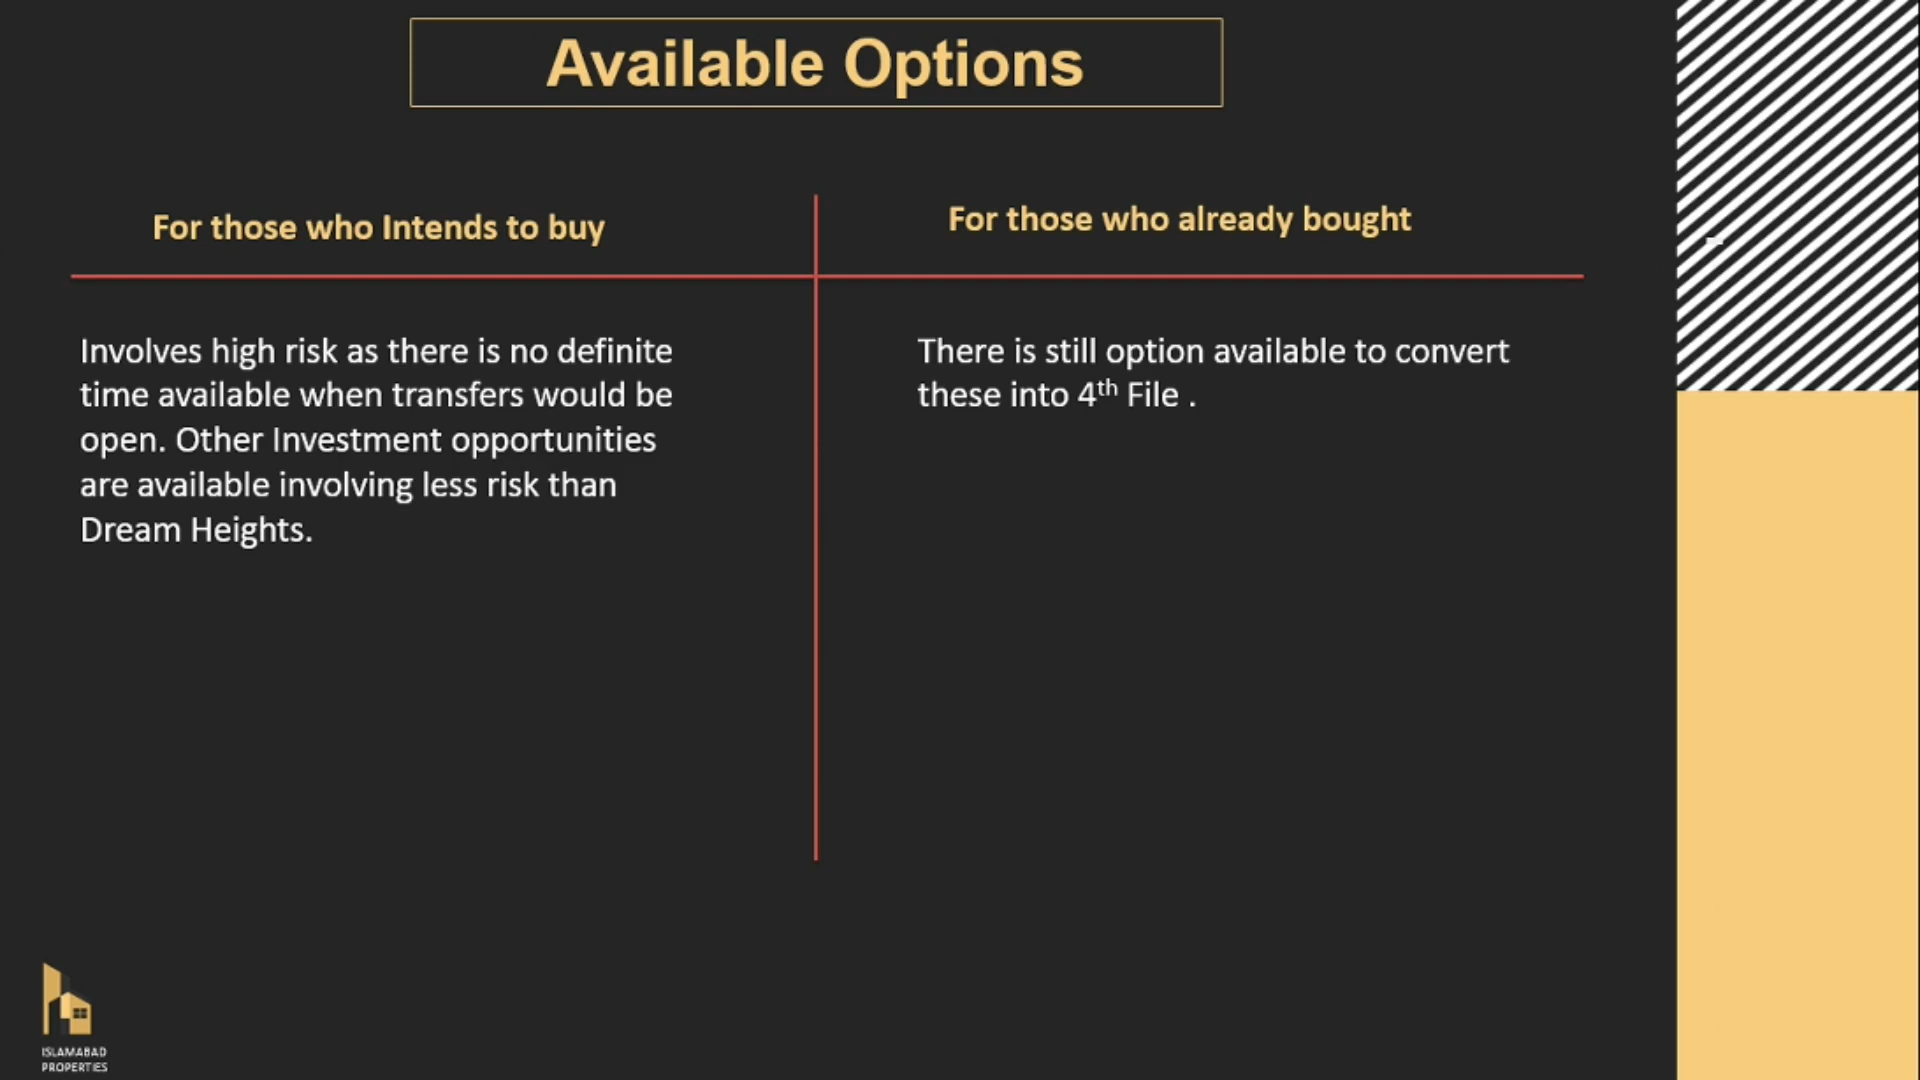 Available Options
For those who Intends to buy
For those who already bought
Involves high risk as there is no definite
time available when transfers would be
open. Other Investment opportunities
are available involving less risk than
Dream Heights.
There is still option available to convert
these into 4th File .
ISLAMABAD
PROPERTIES